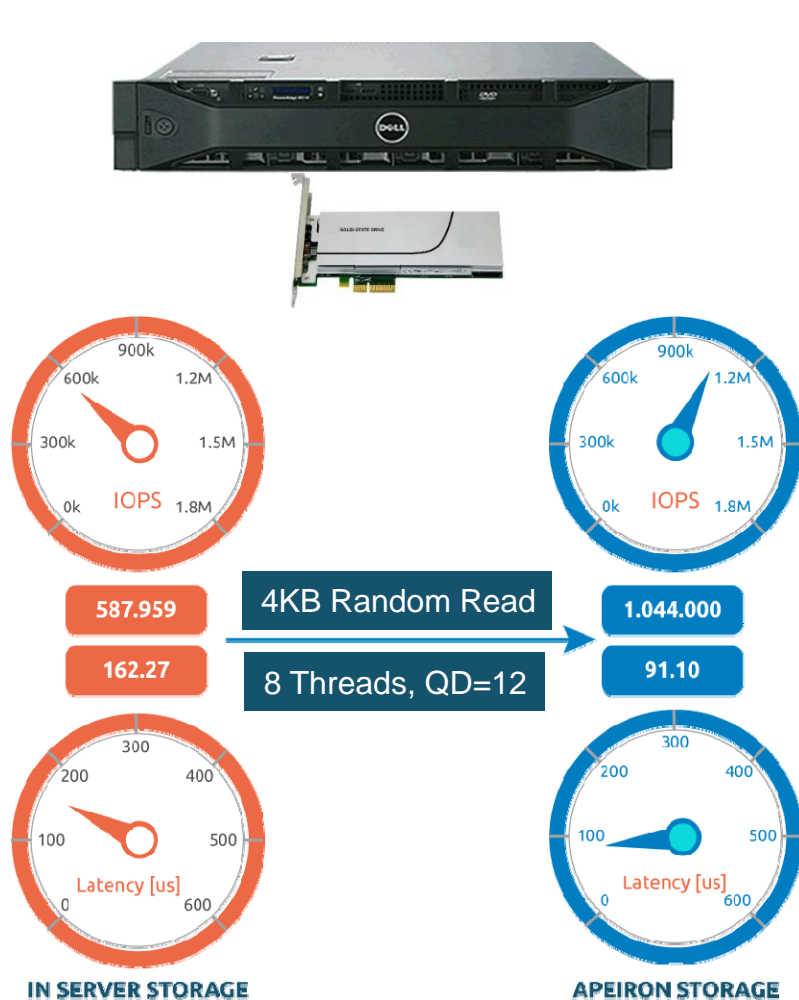 DELL
SOLID-STATE DRIVE
900k
600k
1.2M
300k
1.5M
IOPS
0k
1.8M
900k
600k
1.2M
300k
1.5M
IOPS
0k
1.8M
587.959
4KB Random Read
1.044.000
162.27
8 Threads, QD=12
91.10
300
200
400
100
500
Latency [us]
0
600
300
200
400
100
500
Latency [us]
0
600
IN SERVER STORAGE
APEIRON STORAGE